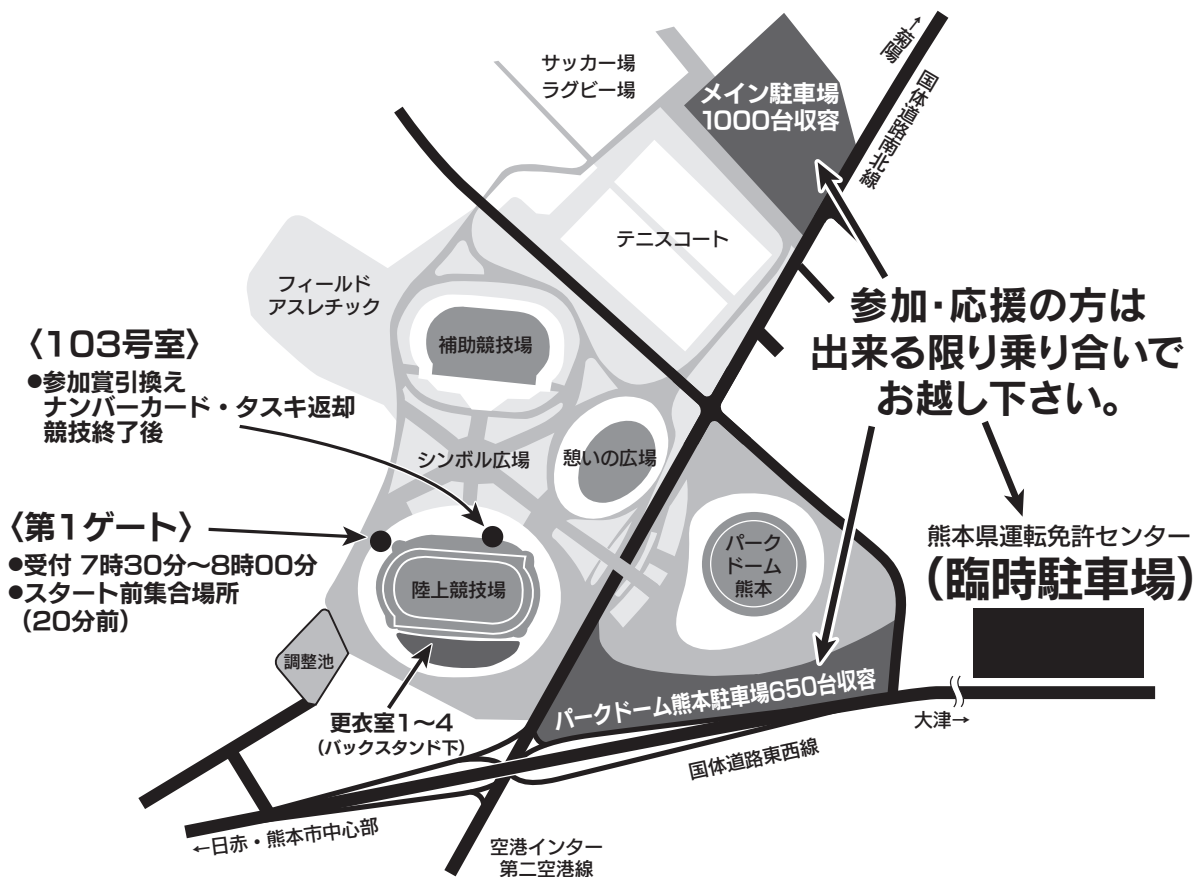 サッカー場
ラグビー場
メイン駐車場
1000台収容
↑菊陽
国体道路南北線
テニスコート
フィールド
アスレチック
補助競技場
参加・応援の方は
出来る限り乗り合いで
お越し下さい。
〈103号室〉
●参加賞引換え
ナンバーカード・タスキ返却
競技終了後
シンボル広場
憩いの広場
〈第1ゲート〉
●受付 7時30分〜8時00分
●スタート前集合場所
(20分前)
陸上競技場
パーク
ドーム
熊本
熊本県運転免許センター
(臨時駐車場)
調整池
更衣室1〜4
(バックスタンド下)
パークドーム熊本駐車場650台収容
大津→
国体道路東西線
←日赤・熊本市中心部
空港インター
第二空港線